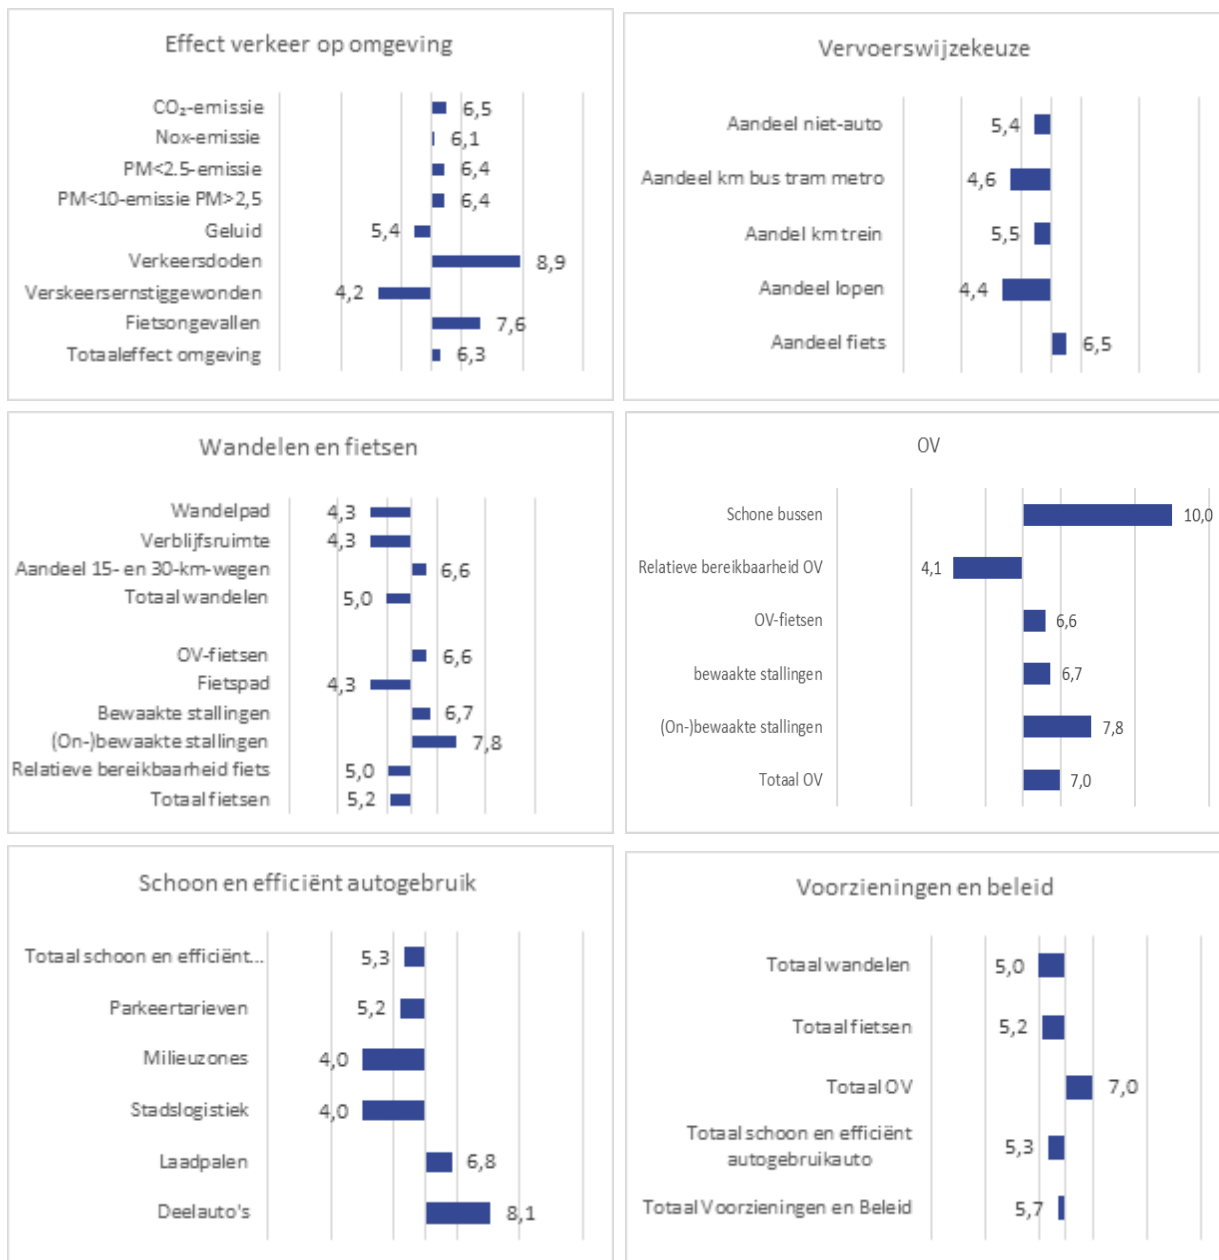 Effect verkeer op omgeving
CO₂-emissie 6,5
Nox-emissie 6,1
PM<2.5-emissie 6,4
PM<10-emissie PM>2,5 6,4
Geluid 5,4
Verkeersdoden 8,9
Verskeersernstiggewonden 4,2
Fietsongevallen 7,6
Totaaleffect omgeving 6,3
Vervoerswijzekeuze
Aandeel niet-auto 5,4
Aandeel km bus tram metro 4,6
Aandel km trein 5,5
Aandeel lopen 4,4
Aandeel fiets 6,5
Wandelen en fietsen
Wandelpad 4,3
Verblijfsruimte 4,3
Aandeel 15- en 30-km-wegen 6,6
Totaal wandelen 5,0
OV-fietsen 6,6
Fietspad 4,3
Bewaakte stallingen 6,7
(On-)bewaakte stallingen 7,8
Relatieve bereikbaarheid fiets 5,0
Totaal fietsen 5,2
OV
Schone bussen 10,0
Relatieve bereikbaarheid OV 4,1
OV-fietsen 6,6
bewaakte stallingen 6,7
(On-)bewaakte stallingen 7,8
Totaal OV 7,0
Schoon en efficiënt autogebruik
Totaal schoon en efficiënt... 5,3
Parkeertarieven 5,2
Milieuzones 4,0
Stadslogistiek 4,0
Laadpalen 6,8
Deelauto's 8,1
Voorzieningen en beleid
Totaal wandelen 5,0
Totaal fietsen 5,2
Totaal OV 7,0
Totaal schoon en efficiënt
autogebruikauto 5,3
Totaal Voorzieningen en Beleid 5,7